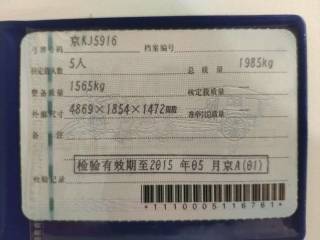 号牌号码 京KJ5916 档案编号
核定载人数 5人 总质量 1985kg
整备质量 1565kg 核定载质量
外廓尺寸 4869×1854×1472mm 准牵引总质量
备注
检验有效期至2015年05月京A(01)
检验记录
*1110005116761*